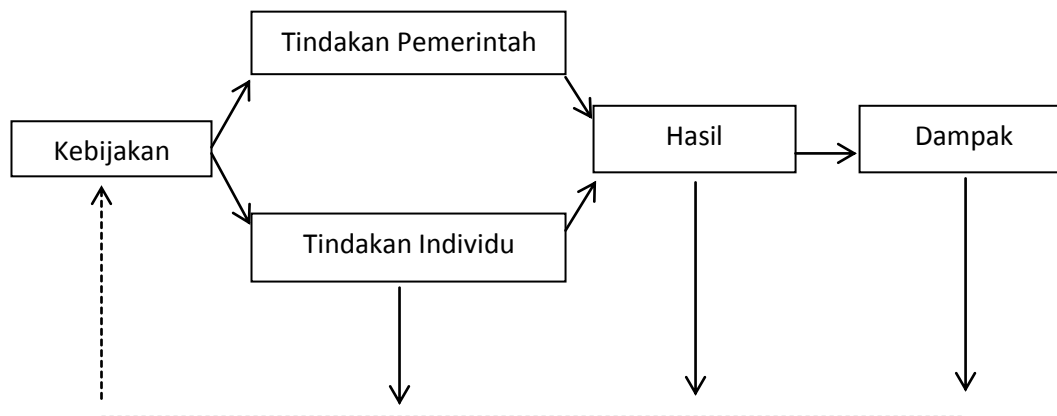 Tindakan Pemerintah
Kebijakan
Hasil
Dampak
Tindakan Individu